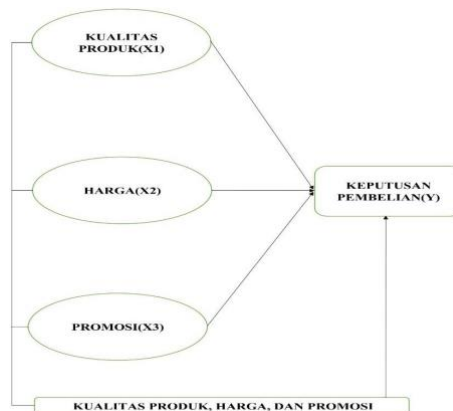 KUALITAS
PRODUK(X1)
HARGA(X2)
KEPUTUSAN
PEMBELIAN(Y)
PROMOSI(X3)
KUALITAS PRODUK, HARGA, DAN PROMOSI